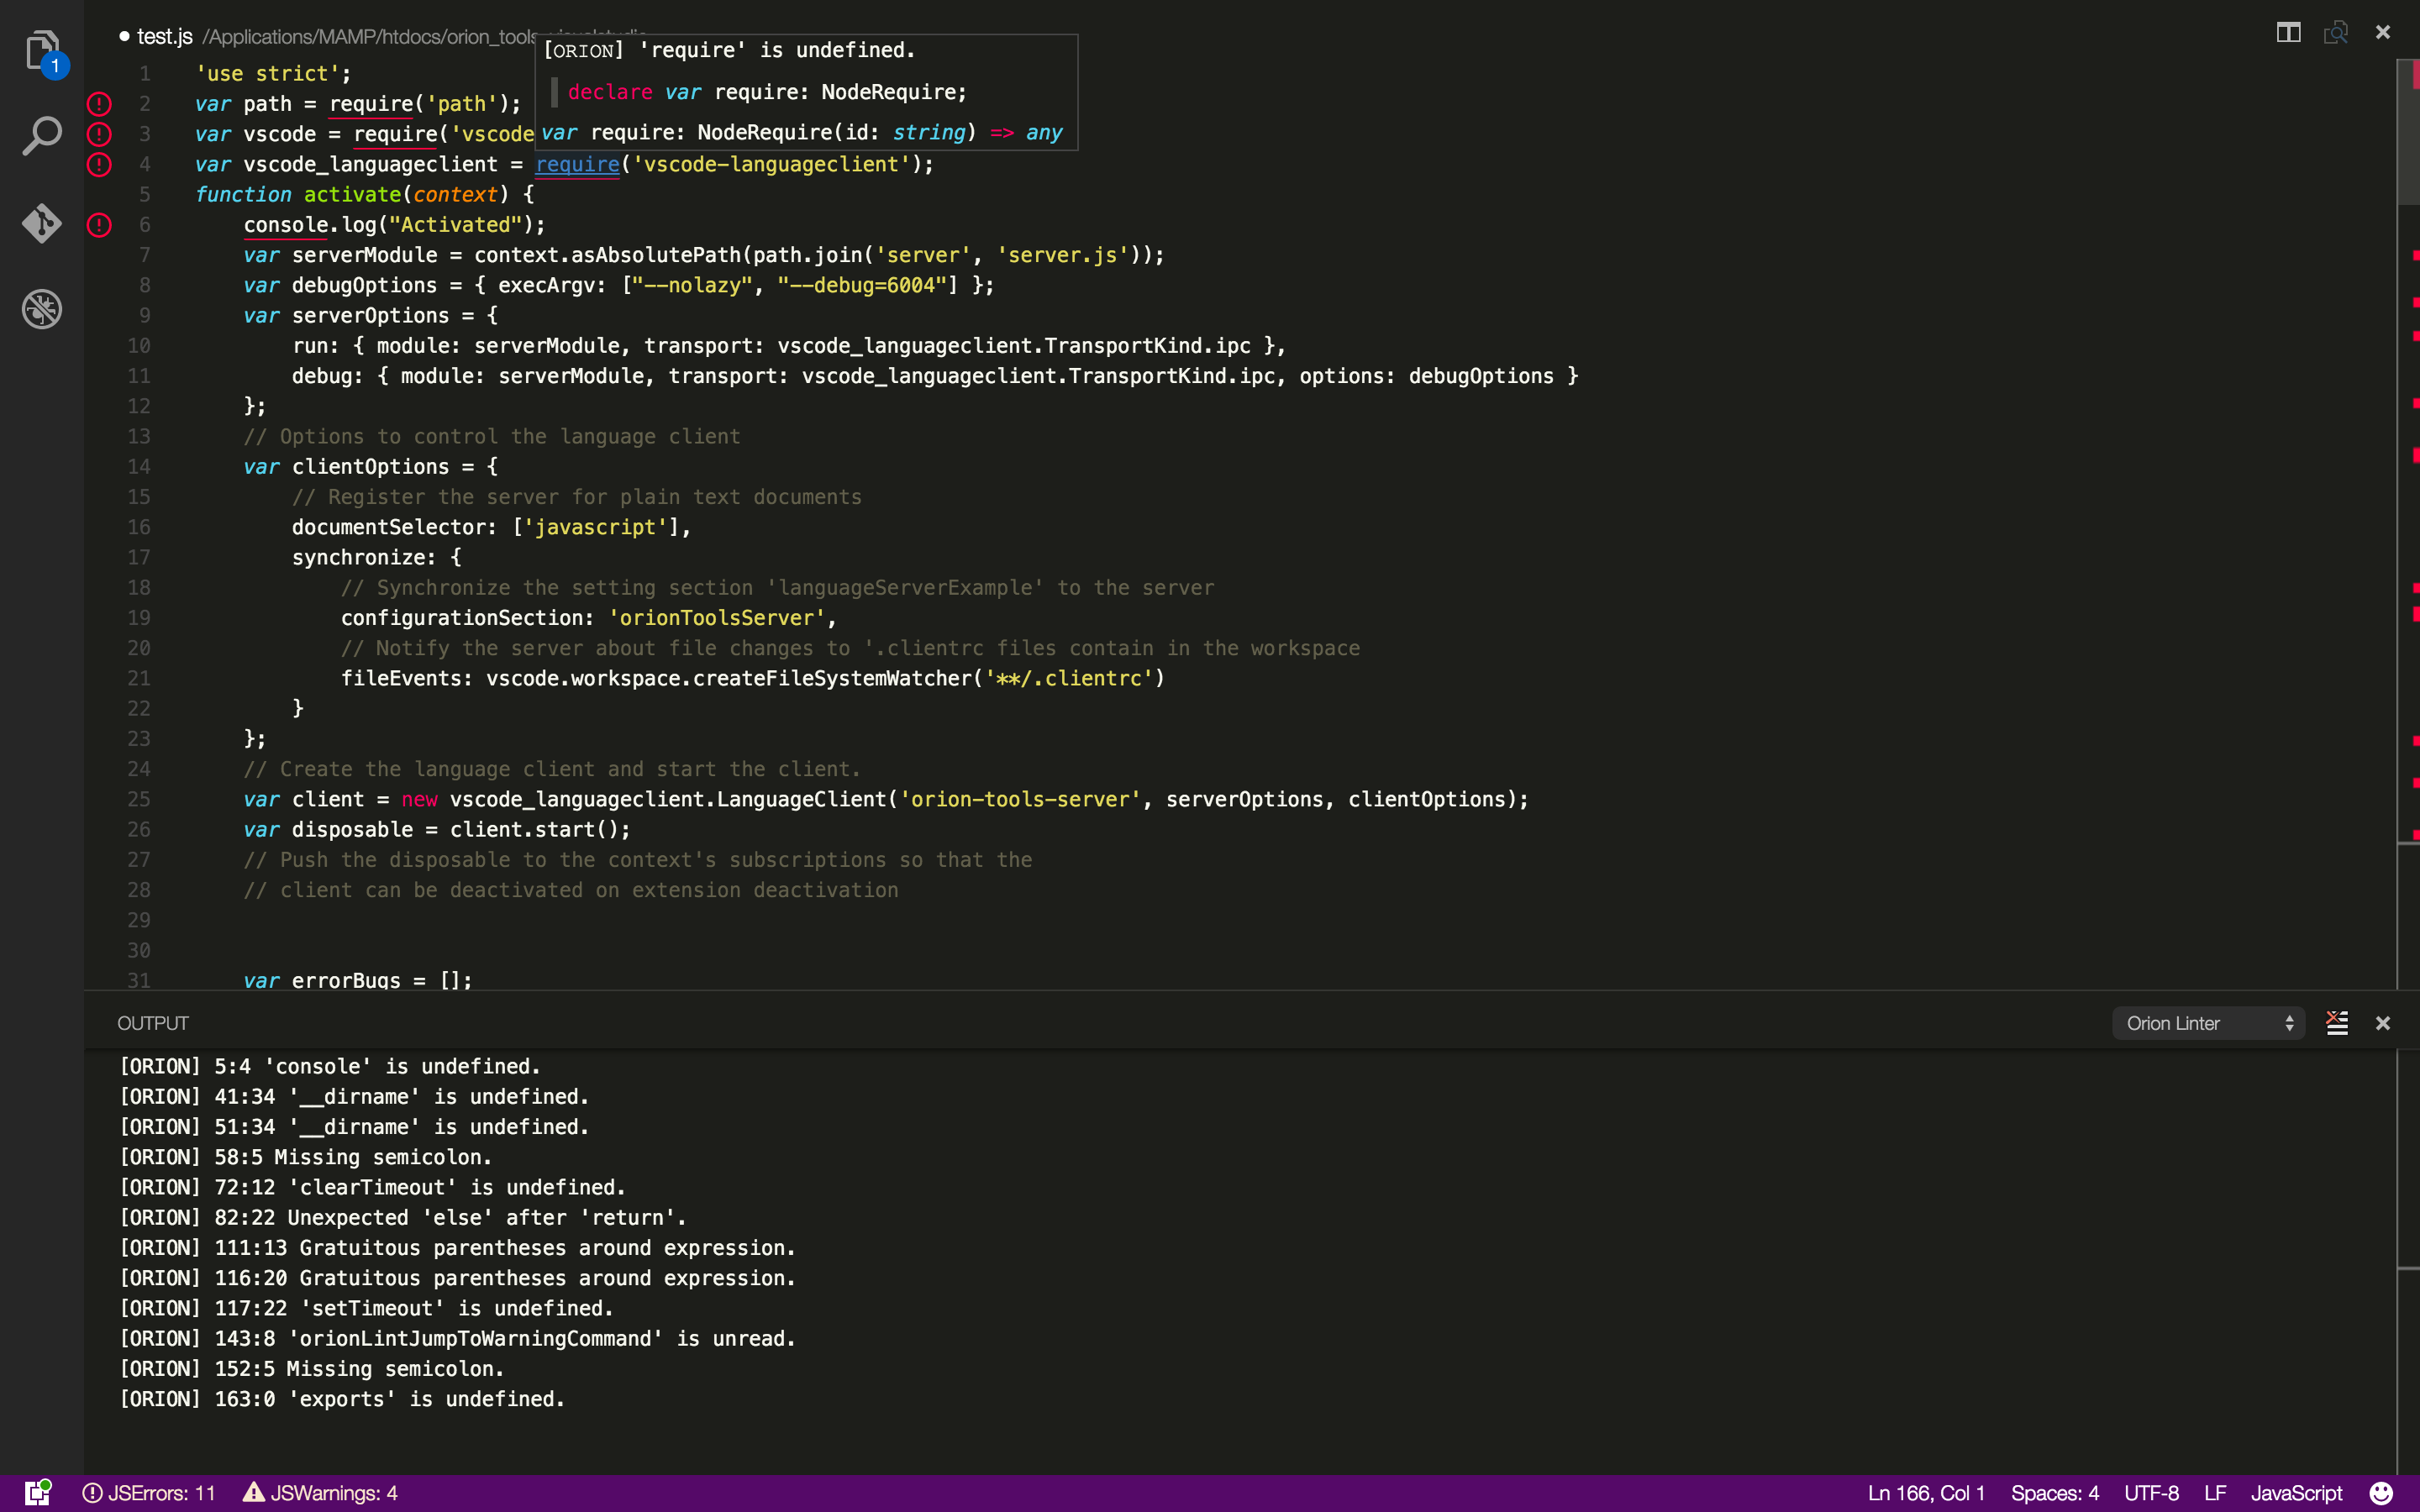 ● test.js /Applications/MAMP/htdocs/orion_tools
[ORION] 'require' is undefined.
declare var require: NodeRequire;
var require: NodeRequire(id: string) => any
1
1 'use strict';
2 var path = require('path');
3 var vscode = require('vscode
4 var vscode_languageclient = require('vscode-languageclient');
5 function activate(context) {
6     console.log("Activated");
7     var serverModule = context.asAbsolutePath(path.join('server', 'server.js'));
8     var debugOptions = { execArgv: ["--nolazy", "--debug=6004"] };
9     var serverOptions = {
10         run: { module: serverModule, transport: vscode_languageclient.TransportKind.ipc },
11         debug: { module: serverModule, transport: vscode_languageclient.TransportKind.ipc, options: debugOptions }
12     };
13     // Options to control the language client
14     var clientOptions = {
15         // Register the server for plain text documents
16         documentSelector: ['javascript'],
17         synchronize: {
18             // Synchronize the setting section 'languageServerExample' to the server
19             configurationSection: 'orionToolsServer',
20             // Notify the server about file changes to '.clientrc files contain in the workspace
21             fileEvents: vscode.workspace.createFileSystemWatcher('**/.clientrc')
22         }
23     };
24     // Create the language client and start the client.
25     var client = new vscode_languageclient.LanguageClient('orion-tools-server', serverOptions, clientOptions);
26     var disposable = client.start();
27     // Push the disposable to the context's subscriptions so that the
28     // client can be deactivated on extension deactivation
29
30
31     var errorBugs = [];
OUTPUT
Orion Linter
[ORION] 5:4 'console' is undefined.
[ORION] 41:34 '__dirname' is undefined.
[ORION] 51:34 '__dirname' is undefined.
[ORION] 58:5 Missing semicolon.
[ORION] 72:12 'clearTimeout' is undefined.
[ORION] 82:22 Unexpected 'else' after 'return'.
[ORION] 111:13 Gratuitous parentheses around expression.
[ORION] 116:20 Gratuitous parentheses around expression.
[ORION] 117:22 'setTimeout' is undefined.
[ORION] 143:8 'orionLintJumpToWarningCommand' is unread.
[ORION] 152:5 Missing semicolon.
[ORION] 163:0 'exports' is undefined.
JSErrors: 11 JSWarnings: 4 Ln 166, Col 1 Spaces: 4 UTF-8 LF JavaScript